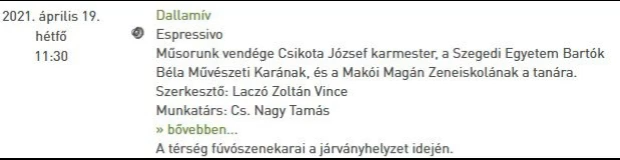 2021. április 19.
hétfő
11:30
Dallamív
Espressivo
Műsorunk vendége Csikota József karmester, a Szegedi Egyetem Bartók
Béla Művészeti Karának, és a Makói Magán Zeneiskolának a tanára.
Szerkesztő: Laczó Zoltán Vince
Munkatárs: Cs. Nagy Tamás
» bővebben...
A térség fúvószenekarai a járványhelyzet idején.